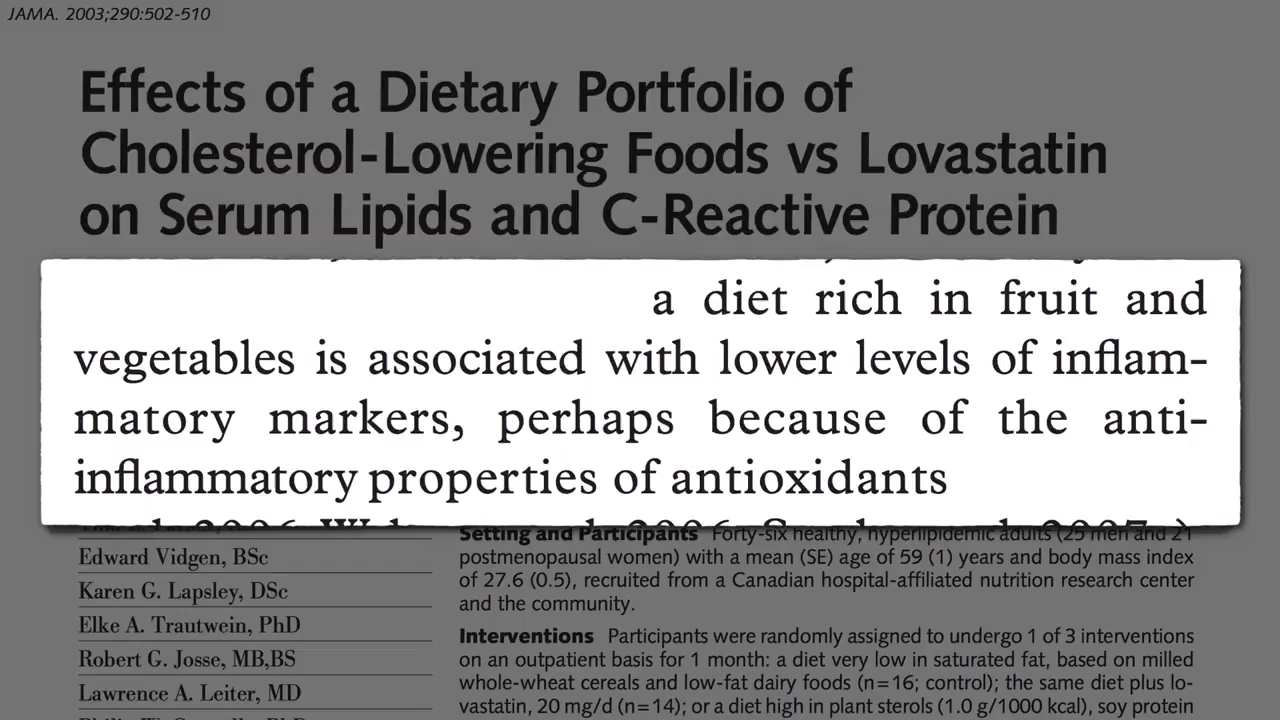 JAMA. 2003;290:502-510
Effects of a Dietary Portfolio of
Cholesterol-Lowering Foods vs Lovastatin
on Serum Lipids and C-Reactive Protein
a diet rich in fruit and
vegetables is associated with lower levels of inflam-
matory markers, perhaps because of the anti-
inflammatory properties of antioxidants
Edward Vidgen, BSc
Karen G. Lapsley, DSc
Elke A. Trautwein, PhD
Robert G. Josse, MB,BS
Lawrence A. Leiter, MD
Setting and Participants Forty-six healthy, hyperlipidemic adults (25 men and 21
postmenopausal women) with a mean (SE) age of 59 (1) years and body mass index
of 27.6 (0.5), recruited from a Canadian hospital-affiliated nutrition research center
and the community.
Interventions Participants were randomly assigned to undergo 1 of 3 interventions
on an outpatient basis for 1 month: a diet very low in saturated fat, based on milled
whole-wheat cereals and low-fat dairy foods (n=16; control); the same diet plus lo-
vastatin, 20 mg/d (n=14); or a diet high in plant sterols (1.0 g/1000 kcal), soy protein